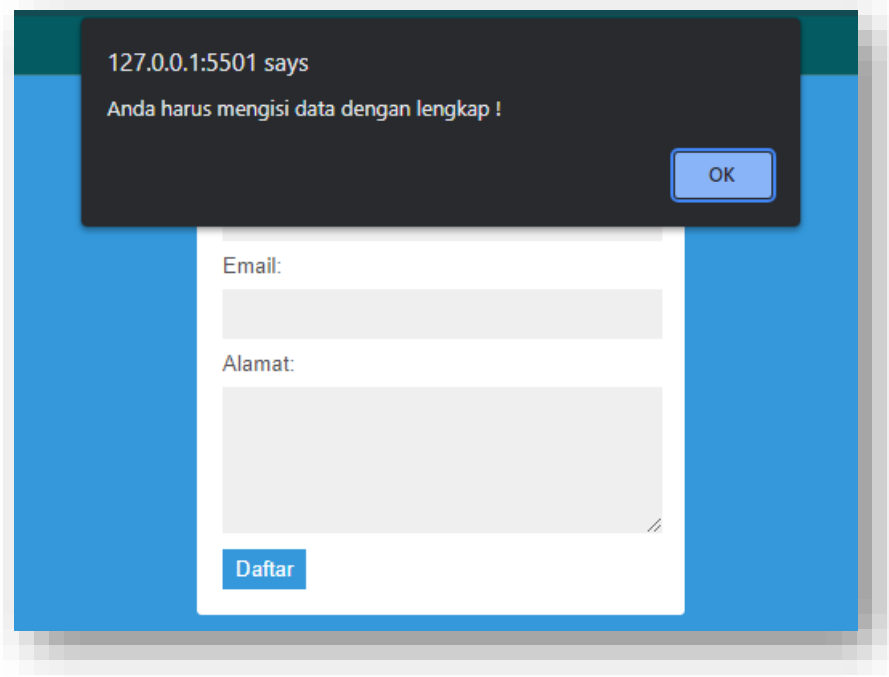 127.0.0.1:5501 says
Anda harus mengisi data dengan lengkap !
OK
Email:
Alamat:
Daftar